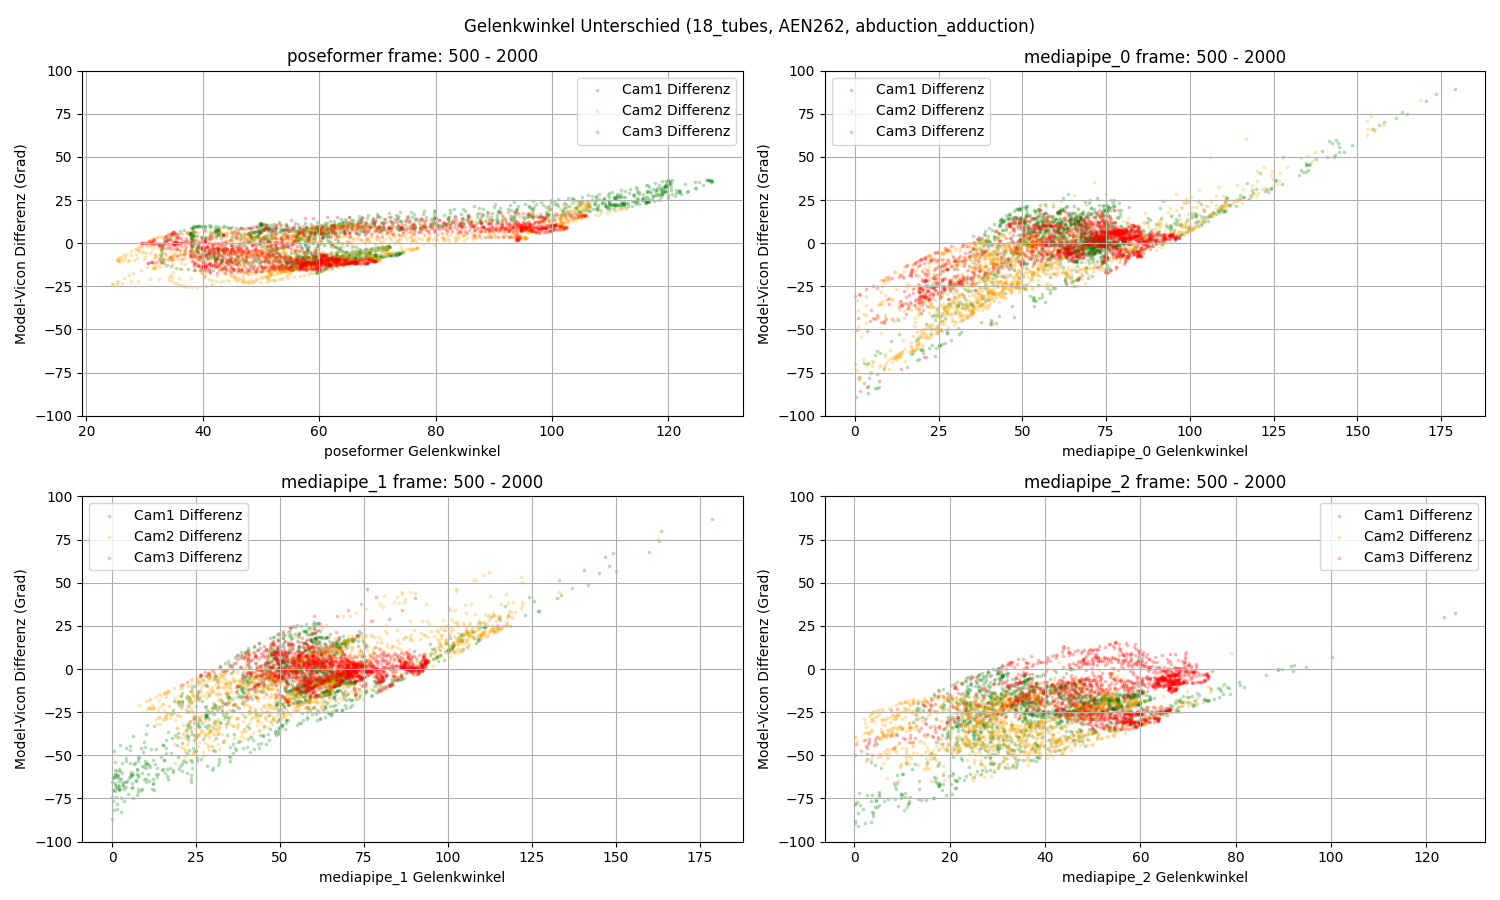 Gelenkwinkel Unterschied (18_tubes, AEN262, abduction_adduction)
poseformer frame: 500 - 2000
100
75
50
25
0
−25
−50
−75
−100
Model-Vicon Differenz (Grad)
Cam1 Differenz
Cam2 Differenz
Cam3 Differenz
20 40 60 80 100 120
poseformer Gelenkwinkel
mediapipe_0 frame: 500 - 2000
100
75
50
25
0
−25
−50
−75
−100
Model-Vicon Differenz (Grad)
Cam1 Differenz
Cam2 Differenz
Cam3 Differenz
0 25 50 75 100 125 150 175
mediapipe_0 Gelenkwinkel
mediapipe_1 frame: 500 - 2000
100
75
50
25
0
−25
−50
−75
−100
Model-Vicon Differenz (Grad)
Cam1 Differenz
Cam2 Differenz
Cam3 Differenz
0 25 50 75 100 125 150 175
mediapipe_1 Gelenkwinkel
mediapipe_2 frame: 500 - 2000
100
75
50
25
0
−25
−50
−75
−100
Model-Vicon Differenz (Grad)
Cam1 Differenz
Cam2 Differenz
Cam3 Differenz
0 20 40 60 80 100 120
mediapipe_2 Gelenkwinkel